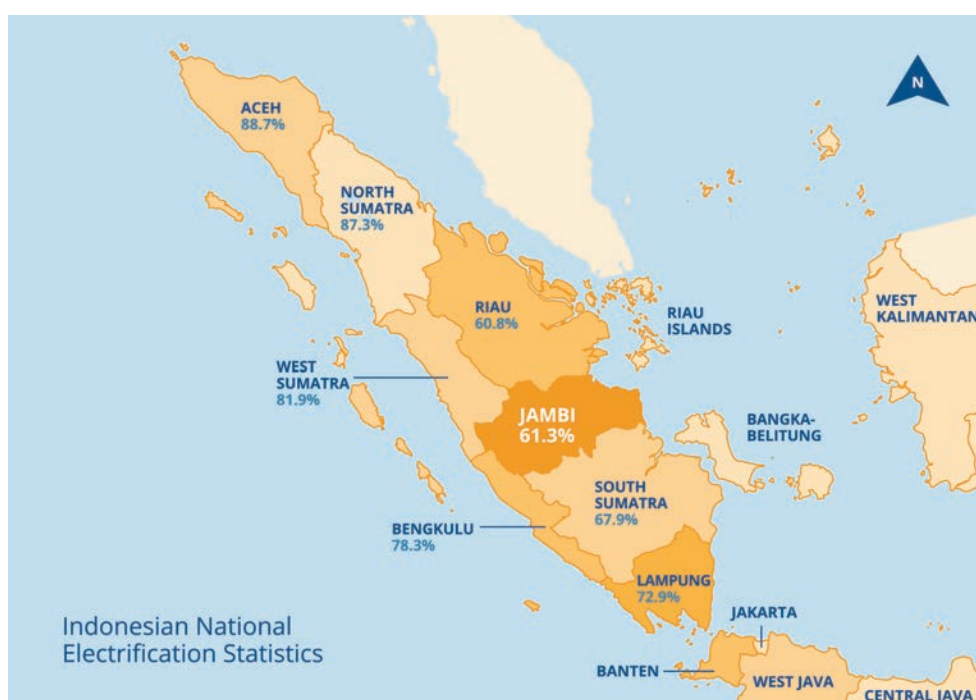 N
ACEH
88.7%
NORTH
SUMATRA
87.3%
RIAU
60.8%
RIAU
ISLANDS
WEST
KALIMANTAN
WEST
SUMATRA
81.9%
JAMBI
61.3%
BANGKA-
BELITUNG
SOUTH
SUMATRA
67.9%
BENGKULU
78.3%
LAMPUNG
72.9%
JAKARTA
Indonesian National
Electrification Statistics
BANTEN
WEST JAVA
CENTRAL JAVA